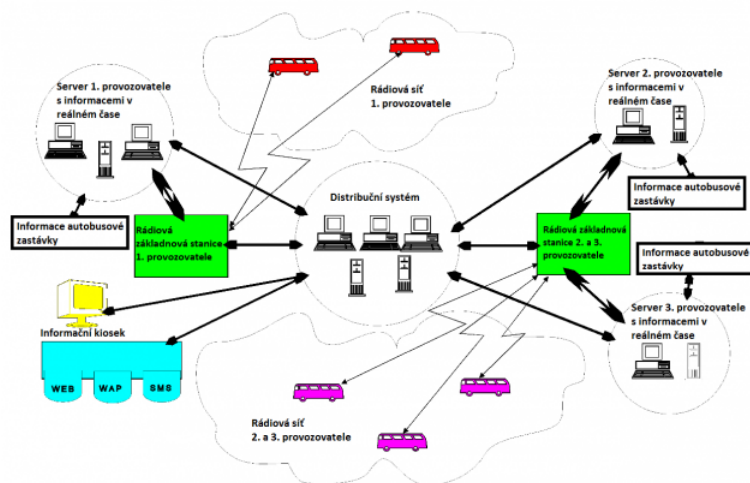 Server 1. provozovatele
s informacemi v
reálném čase
Rádiová síť
1. provozovatele
Server 2. provozovatele
s informacemi v
reálném čase
Informace autobusové
zastávky
Rádiová
základnová stanice
1. provozovatele
Distribuční systém
Informace autobusové
zastávky
Rádiová základnová
stanice 2. a 3.
provozovatele
Informace autobusové
zastávky
Informační kiosek
WEB WAP SMS
Server 3. provozovatele
s informacemi v
reálném čase
Rádiová síť
2. a 3. provozovatele